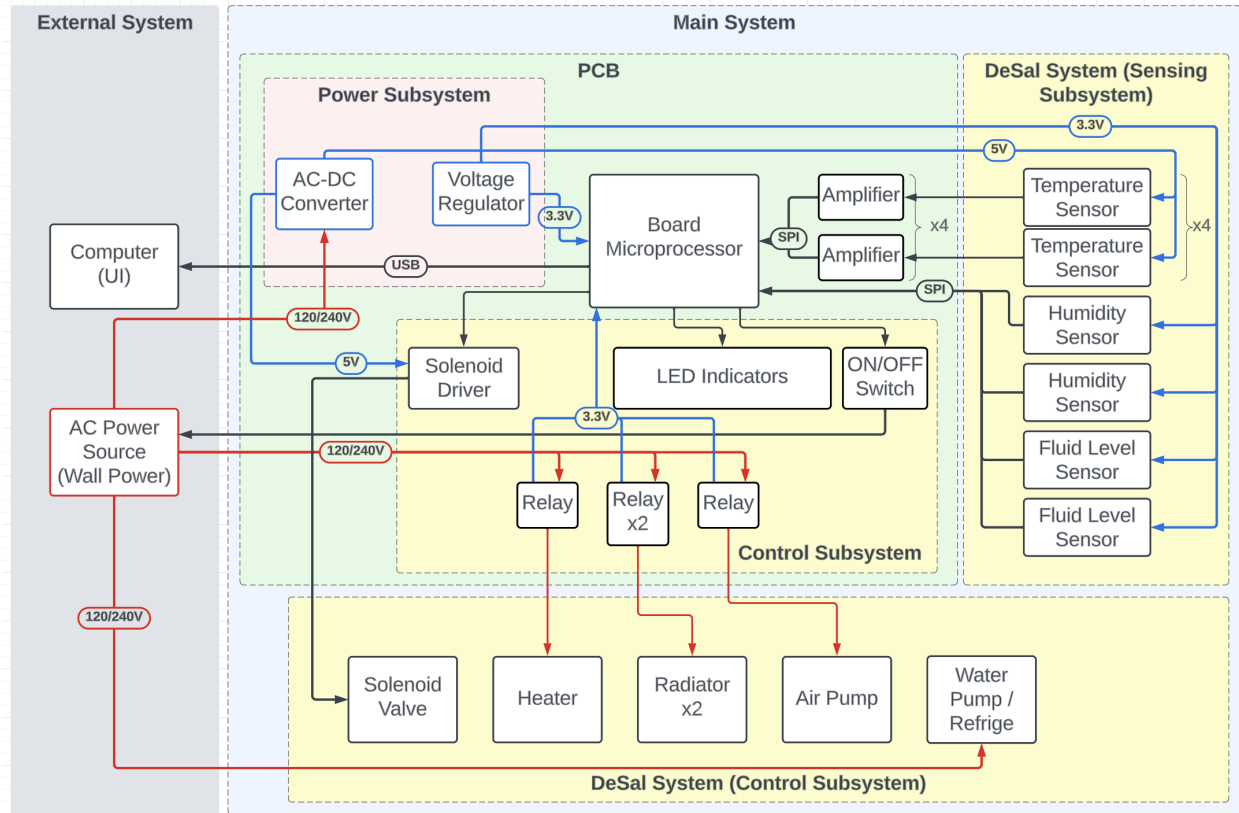 External System
Main System
PCB
DeSal System (Sensing
Subsystem)
Power Subsystem
3.3V
5V
AC-DC
Converter
Voltage
Regulator
3.3V
Board
Microprocessor
Amplifier
SPI
Amplifier
x4
Temperature
Sensor
Temperature
Sensor
x4
Computer
(UI)
USB
SPI
120/240V
Humidity
Sensor
Humidity
Sensor
Fluid Level
Sensor
Fluid Level
Sensor
5V
Solenoid
Driver
LED Indicators
ON/OFF
Switch
3.3V
AC Power
Source
(Wall Power)
120/240V
Relay
Relay
x2
Relay
Control Subsystem
120/240V
Solenoid
Valve
Heater
Radiator
x2
Air Pump
Water
Pump /
Refrige
DeSal System (Control Subsystem)